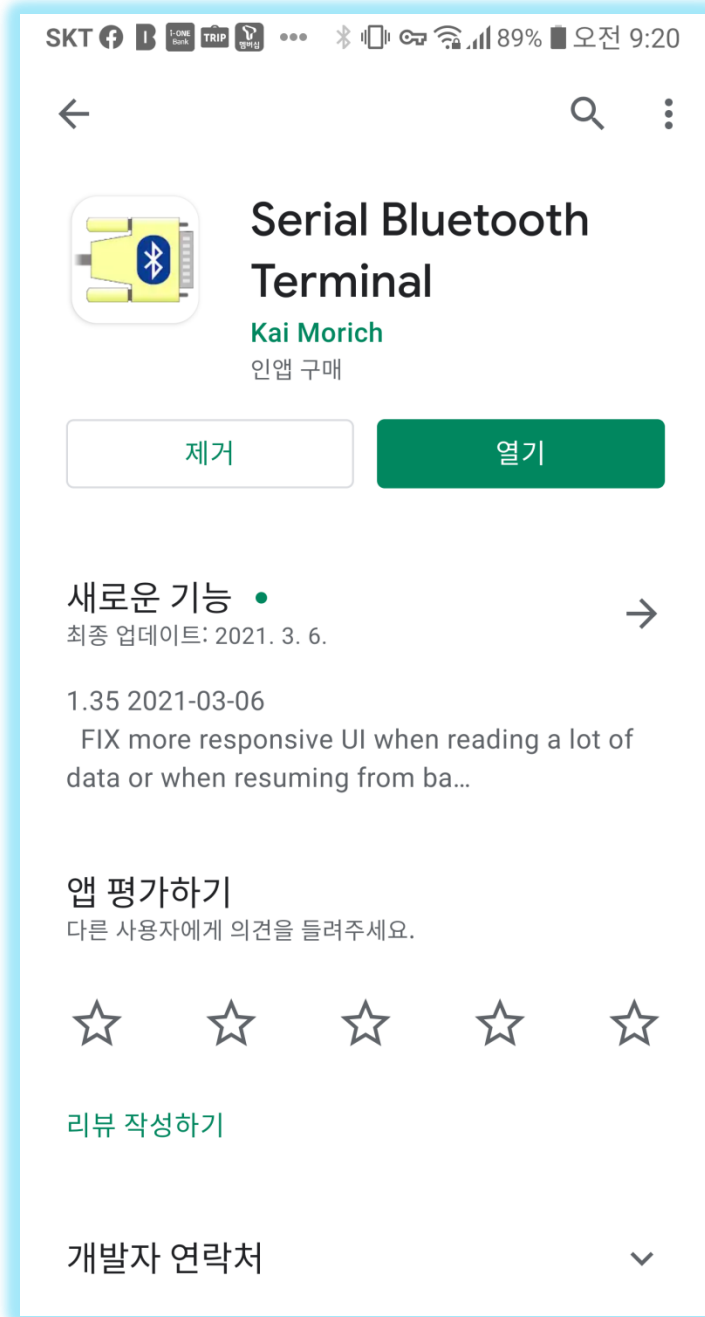 SKT B i-ONE Bank TRIP T 멤버십 ••• 89% 오전 9:20
Serial Bluetooth
Terminal
Kai Morich
인앱 구매
제거 열기
새로운 기능 •
최종 업데이트: 2021. 3. 6.
1.35 2021-03-06
FIX more responsive UI when reading a lot of
data or when resuming from ba...
앱 평가하기
다른 사용자에게 의견을 들려주세요.
리뷰 작성하기
개발자 연락처